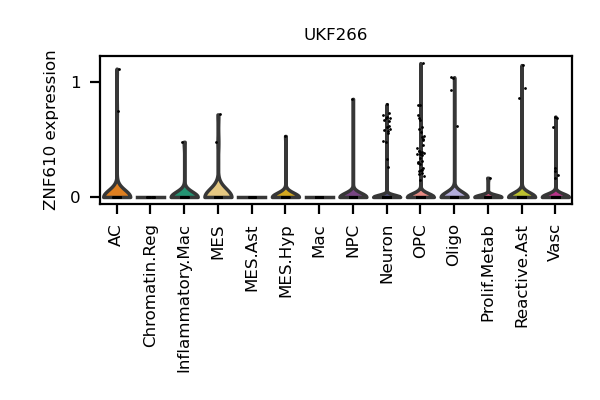 UKF266
ZNF610 expression
1
0
AC
Chromatin.Reg
Inflammatory.Mac
MES
MES.Ast
MES.Hyp
Mac
NPC
Neuron
OPC
Oligo
Prolif.Metab
Reactive.Ast
Vasc